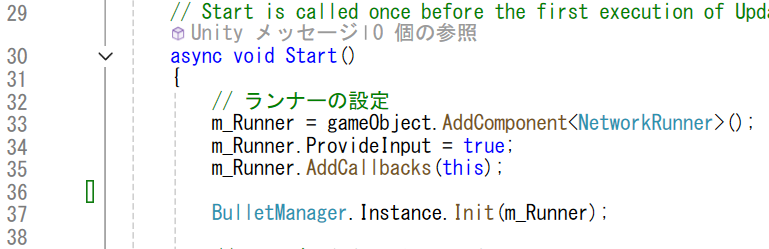 29 // Start is called once before the first execution of Upd
Unity メッセージ|0 個の参照
30 async void Start()
31 {
32 // ランナーの設定
33 m_Runner = gameObject.AddComponent<NetworkRunner>();
34 m_Runner.ProvideInput = true;
35 m_Runner.AddCallbacks(this);
36
37 BulletManager.Instance.Init(m_Runner);
38